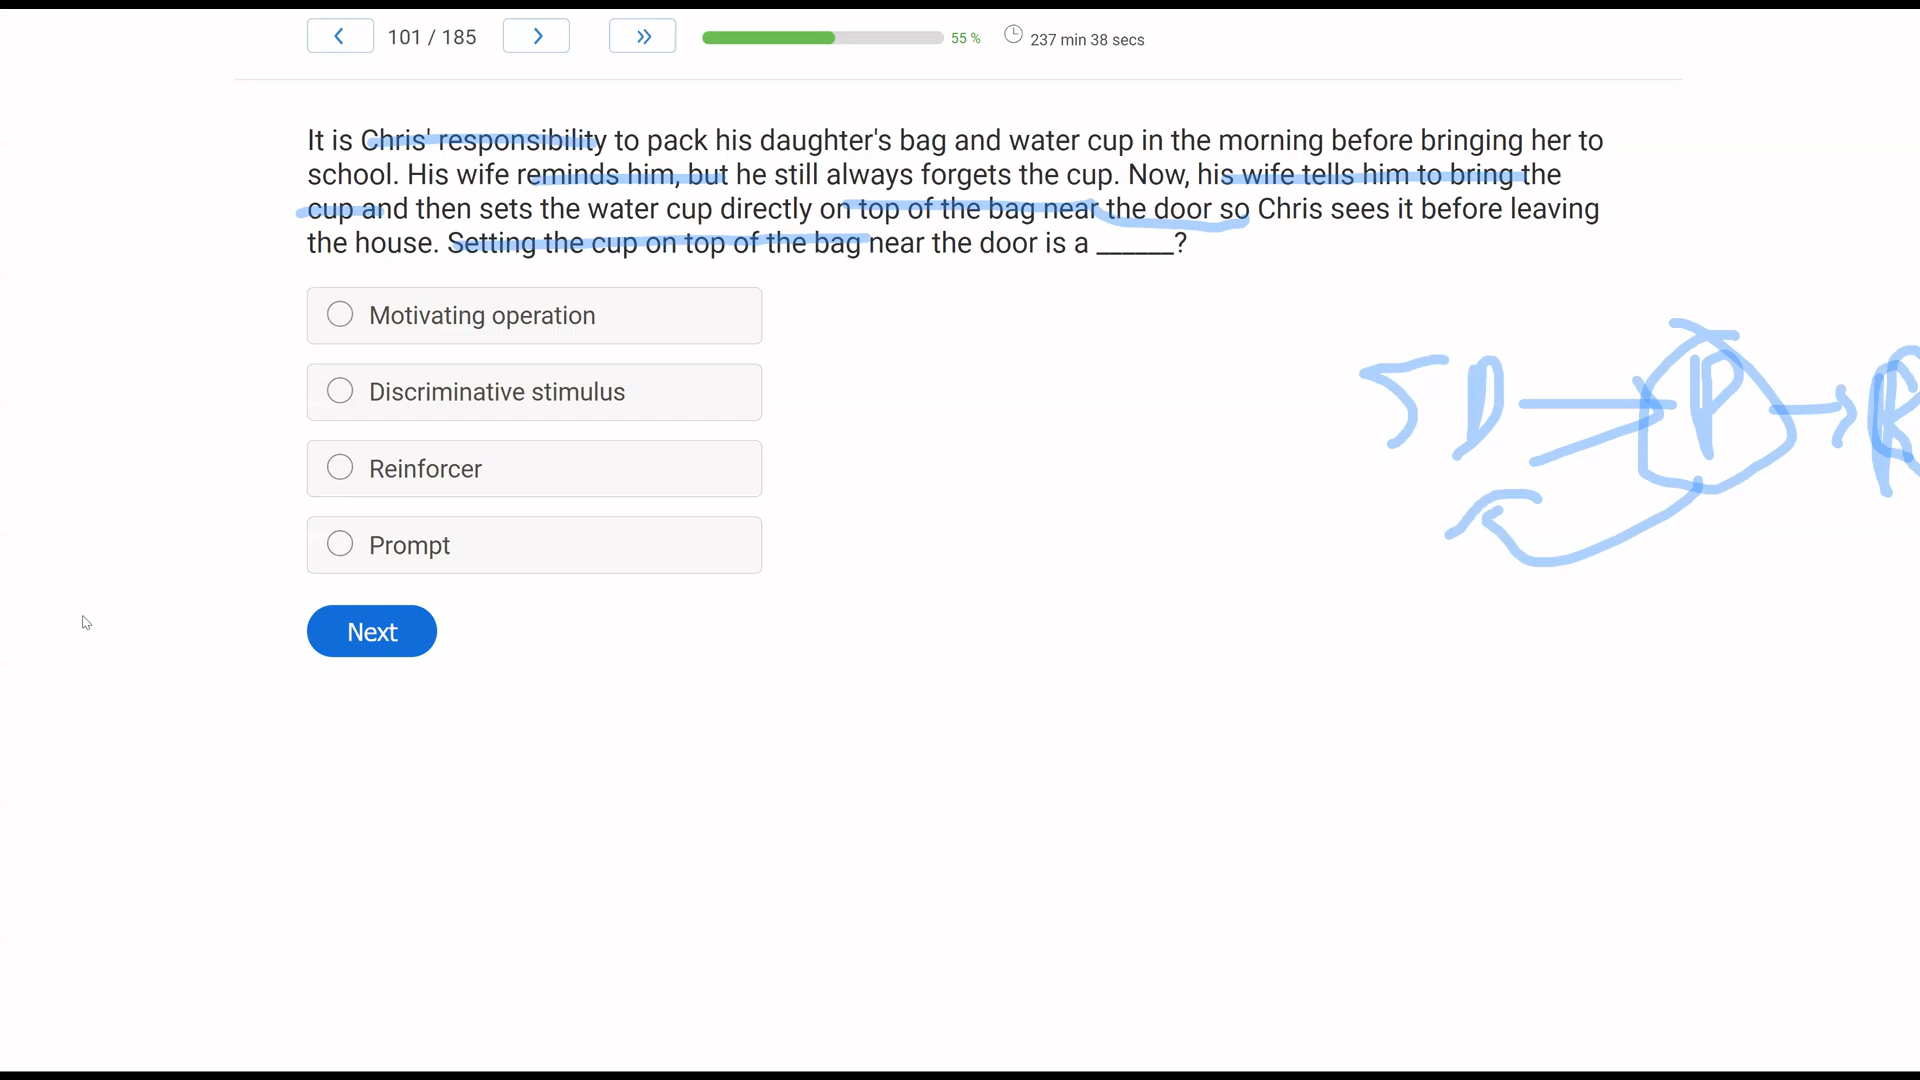 101 / 185
55 %
237 min 38 secs
It is Chris' responsibility to pack his daughter's bag and water cup in the morning before bringing her to
school. His wife reminds him, but he still always forgets the cup. Now, his wife tells him to bring the
cup and then sets the water cup directly on top of the bag near the door so Chris sees it before leaving
the house. Setting the cup on top of the bag near the door is a ______?
Motivating operation
Discriminative stimulus
Reinforcer
Prompt
Next
SD P R